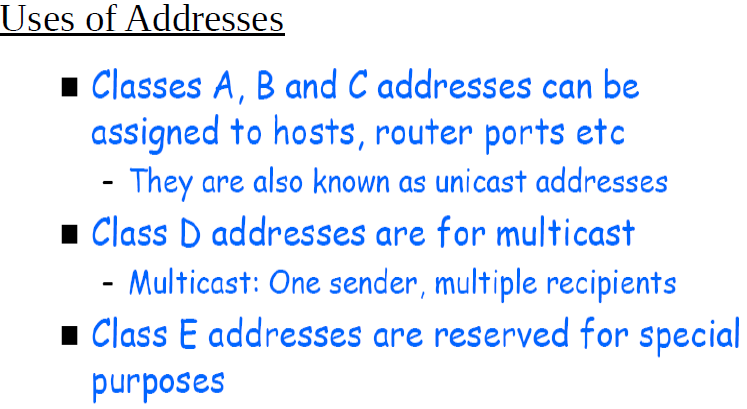 Uses of Addresses
■ Classes A, B and C addresses can be
assigned to hosts, router ports etc
- They are also known as unicast addresses
■ Class D addresses are for multicast
- Multicast: One sender, multiple recipients
■ Class E addresses are reserved for special
purposes